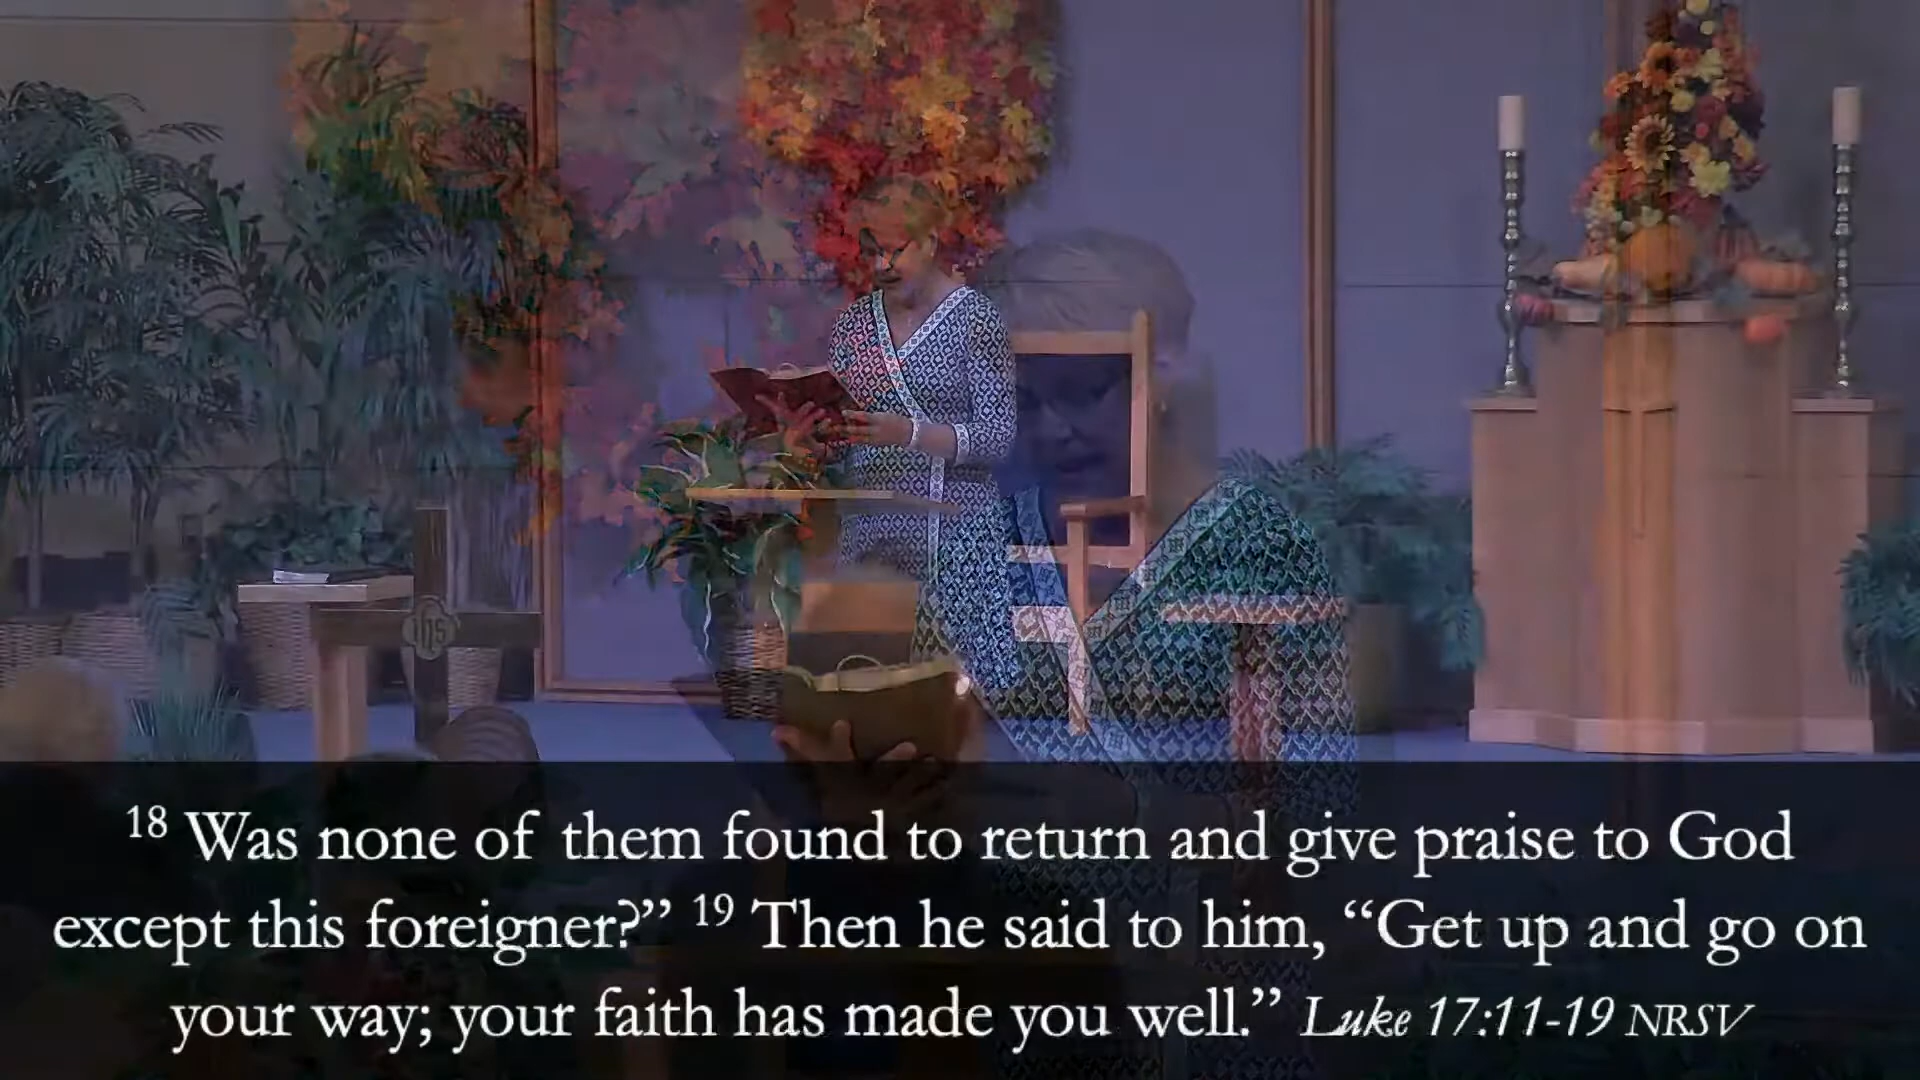 ihs
18 Was none of them found to return and give praise to God
except this foreigner?” 19 Then he said to him, “Get up and go on
your way; your faith has made you well.” Luke 17:11-19 NRSV